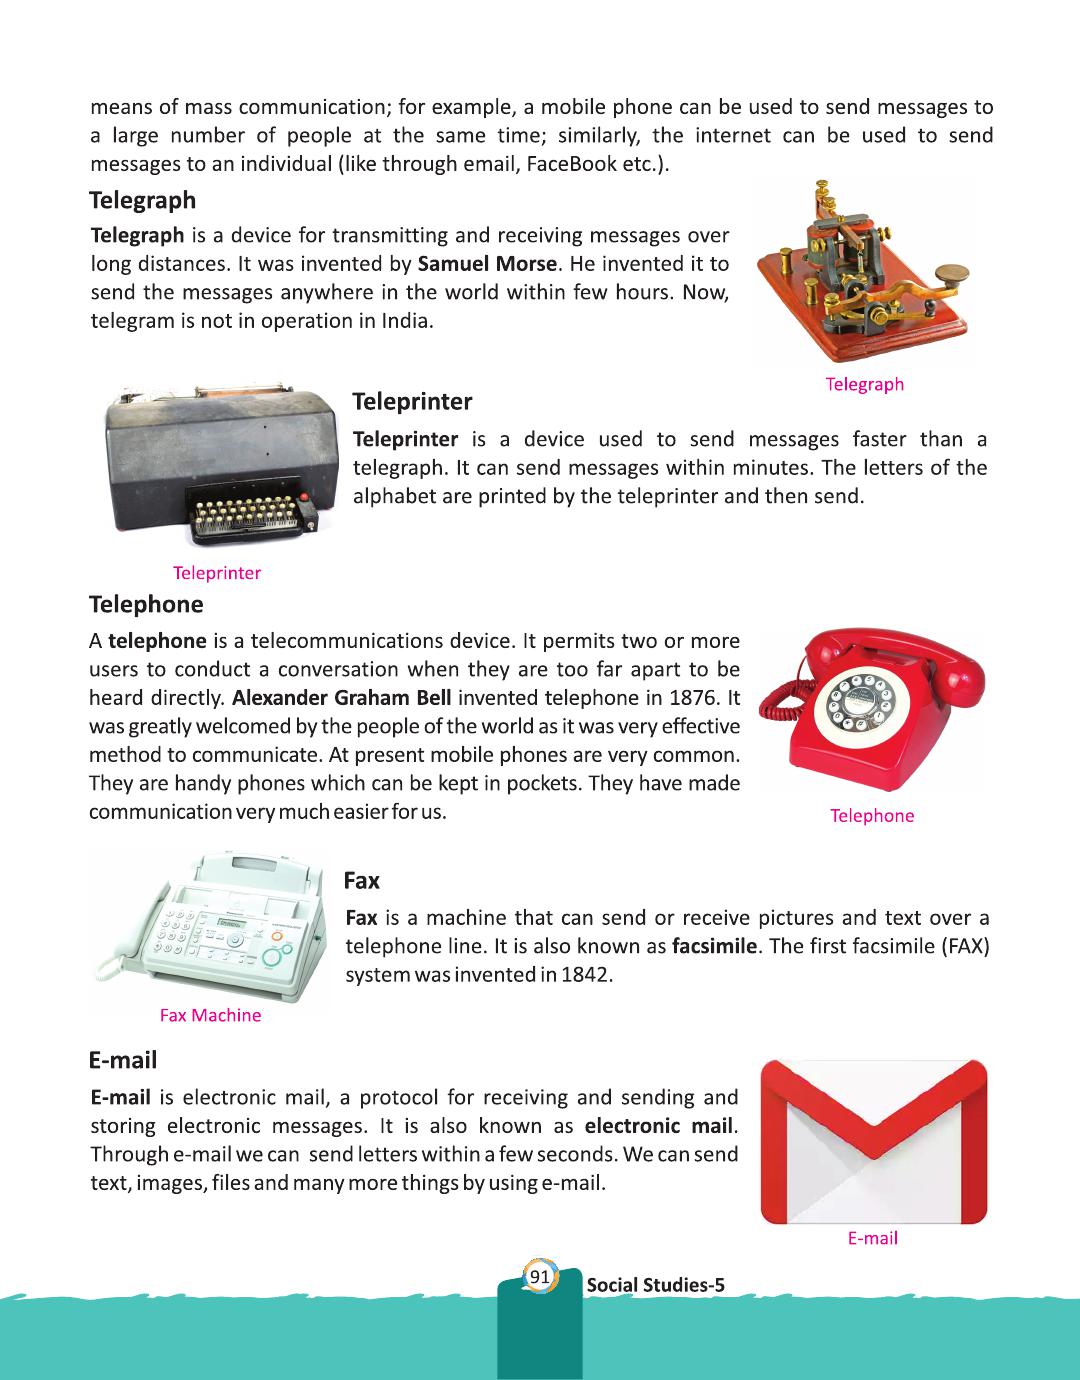 means of mass communication; for example, a mobile phone can be used to send messages to
a large number of people at the same time; similarly, the internet can be used to send
messages to an individual (like through email, FaceBook etc.).
Telegraph
Telegraph is a device for transmitting and receiving messages over
long distances. It was invented by Samuel Morse. He invented it to
send the messages anywhere in the world within few hours. Now,
telegram is not in operation in India.
Telegraph
Teleprinter
Teleprinter is a device used to send messages faster than a
telegraph. It can send messages within minutes. The letters of the
alphabet are printed by the teleprinter and then send.
Teleprinter
Telephone
A telephone is a telecommunications device. It permits two or more
users to conduct a conversation when they are too far apart to be
heard directly. Alexander Graham Bell invented telephone in 1876. It
was greatly welcomed by the people of the world as it was very effective
method to communicate. At present mobile phones are very common.
They are handy phones which can be kept in pockets. They have made
communication very much easier for us.
Telephone
Fax
Fax is a machine that can send or receive pictures and text over a
telephone line. It is also known as facsimile. The first facsimile (FAX)
system was invented in 1842.
Fax Machine
E-mail
E-mail is electronic mail, a protocol for receiving and sending and
storing electronic messages. It is also known as electronic mail.
Through e-mail we can send letters within a few seconds. We can send
text, images, files and many more things by using e-mail.
E-mail
91
Social Studies-5